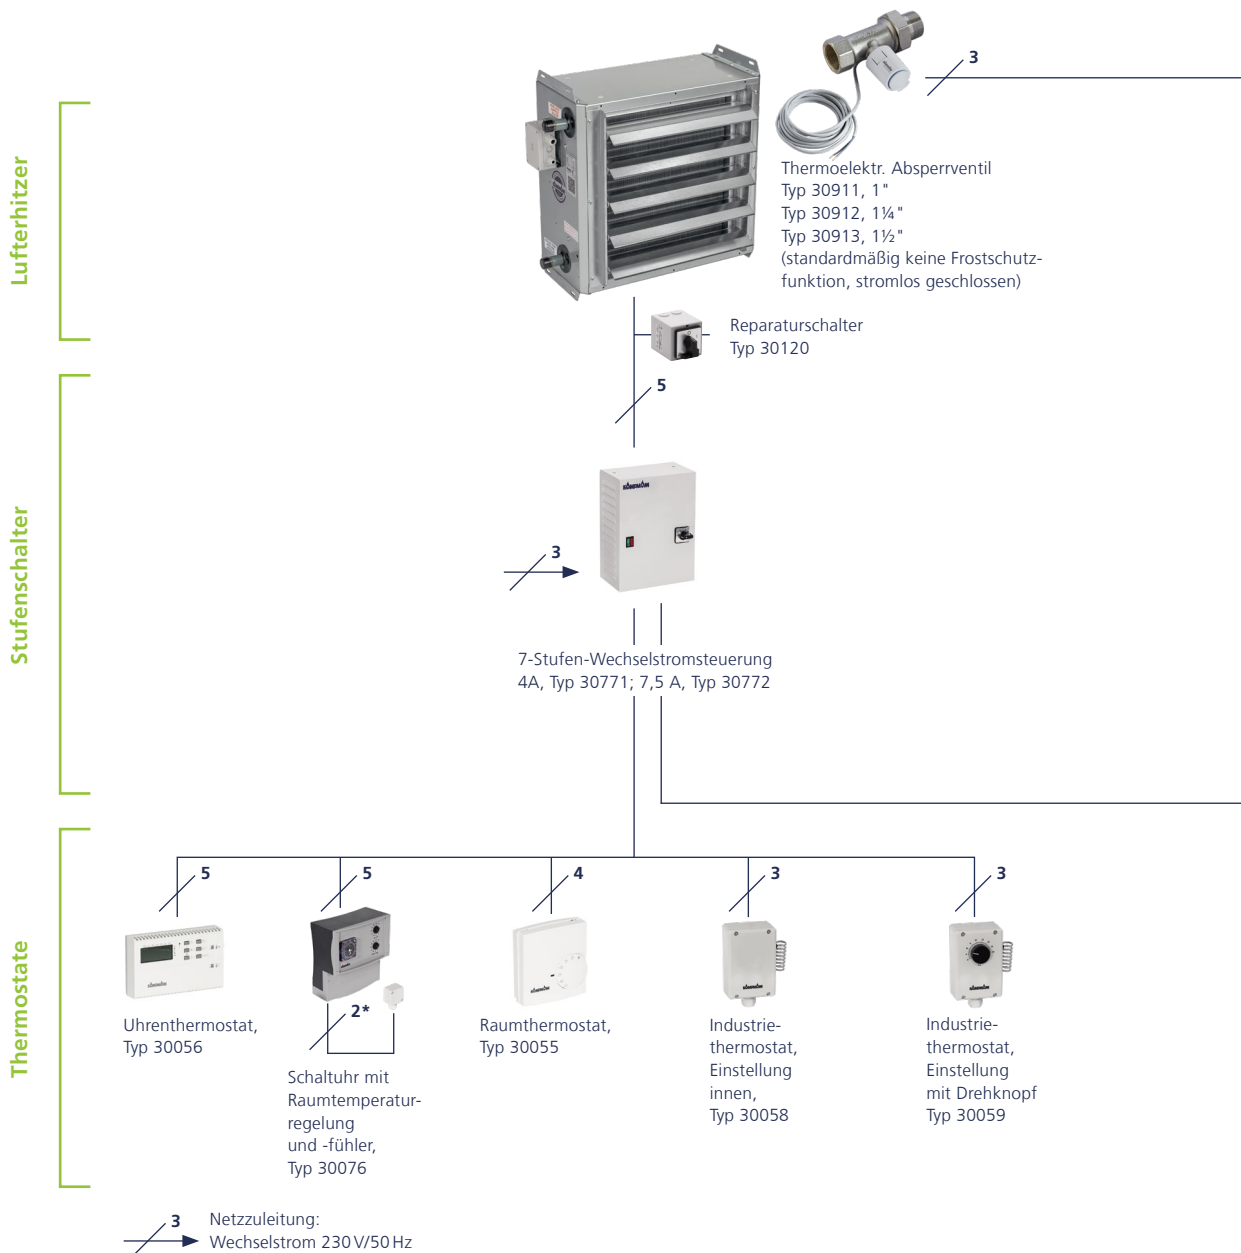 Lufterhitzer
3
Thermoelektr. Absperrventil
Typ 30911, 1"
Typ 30912, 1¼"
Typ 30913, 1½"
(standardmäßig keine Frostschutz-
funktion, stromlos geschlossen)
Reparaturschalter
Typ 30120
5
Stufenschalter
3
7-Stufen-Wechselstromsteuerung
4A, Typ 30771; 7,5 A, Typ 30772
Thermostate
5
5
4
3
3
Uhrenthermostat,
Typ 30056
2*
Schaltuhr mit
Raumtemperatur-
regelung
und -fühler,
Typ 30076
Raumthermostat,
Typ 30055
Industrie-
thermostat,
Einstellung
innen,
Typ 30058
Industrie-
thermostat,
Einstellung
mit Drehknopf
Typ 30059
3
Netzzuleitung:
Wechselstrom 230 V/50 Hz